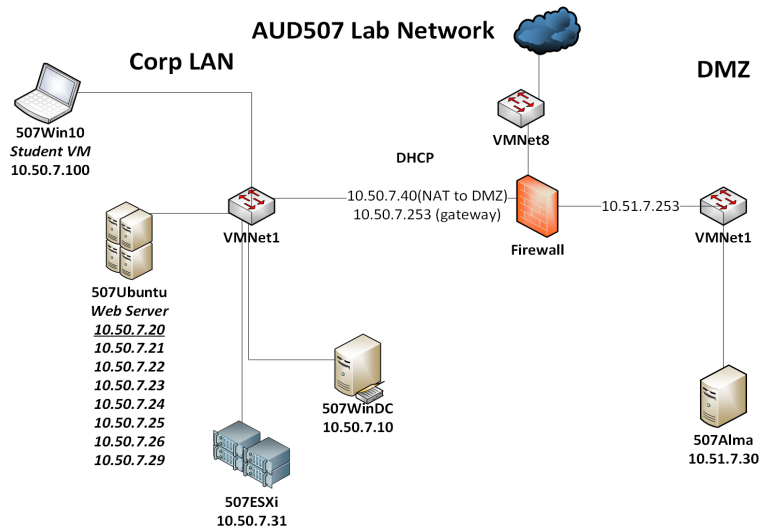 AUD507 Lab Network
Corp LAN
DMZ
507Win10
Student VM
10.50.7.100
VMNet8
DHCP
10.50.7.40(NAT to DMZ)
10.50.7.253 (gateway)
10.51.7.253
VMNet1
Firewall
VMNet1
507Ubuntu
Web Server
10.50.7.20
10.50.7.21
10.50.7.22
10.50.7.23
10.50.7.24
10.50.7.25
10.50.7.26
10.50.7.29
507WinDC
10.50.7.10
507Alma
10.51.7.30
507ESXi
10.50.7.31